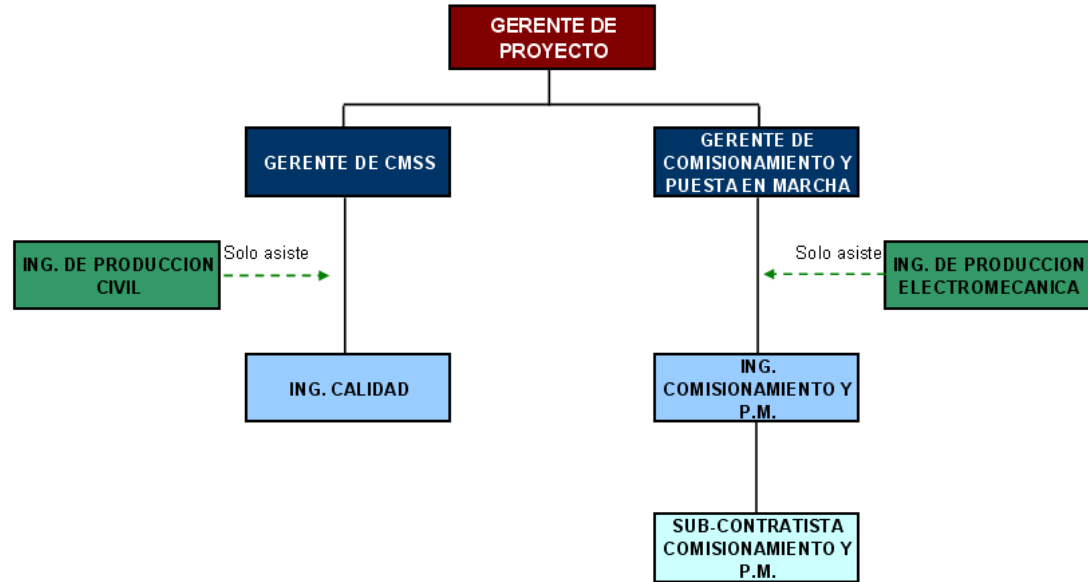 GERENTE DE
PROYECTO
GERENTE DE CMSS
GERENTE DE
COMISIONAMIENTO Y
PUESTA EN MARCHA
Solo asiste
ING. DE PRODUCCION
CIVIL
Solo asiste
ING. DE PRODUCCION
ELECTROMECANICA
ING. CALIDAD
ING.
COMISIONAMIENTO Y
P.M.
SUB-CONTRATISTA
COMISIONAMIENTO Y
P.M.